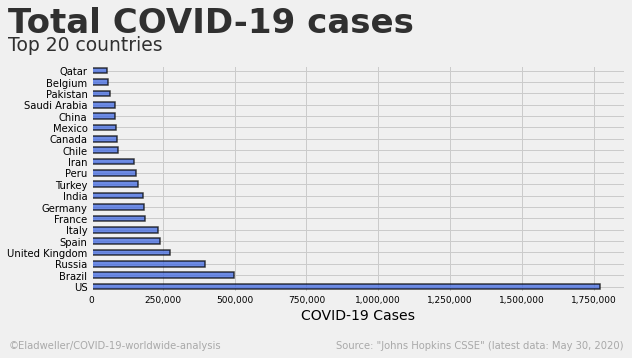 Total COVID-19 cases
Top 20 countries
Qatar
Belgium
Pakistan
Saudi Arabia
China
Mexico
Canada
Chile
Iran
Peru
Turkey
India
Germany
France
Italy
Spain
United Kingdom
Russia
Brazil
US
0 250,000 500,000 750,000 1,000,000 1,250,000 1,500,000 1,750,000
COVID-19 Cases
©Eladweller/COVID-19-worldwide-analysis Source: "Johns Hopkins CSSE" (latest data: May 30, 2020)